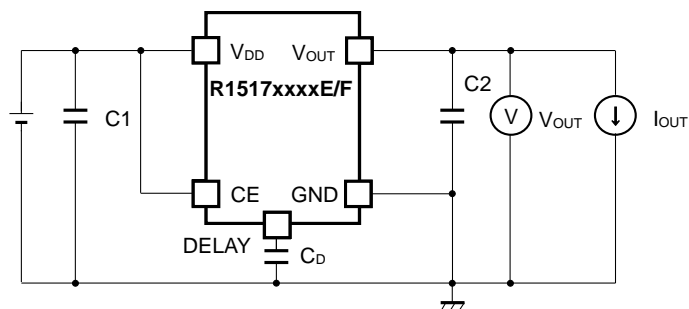 VDD VOUT
R1517xxxxE/F
C1
C2
V
VOUT
IOUT
CE GND
DELAY
CD